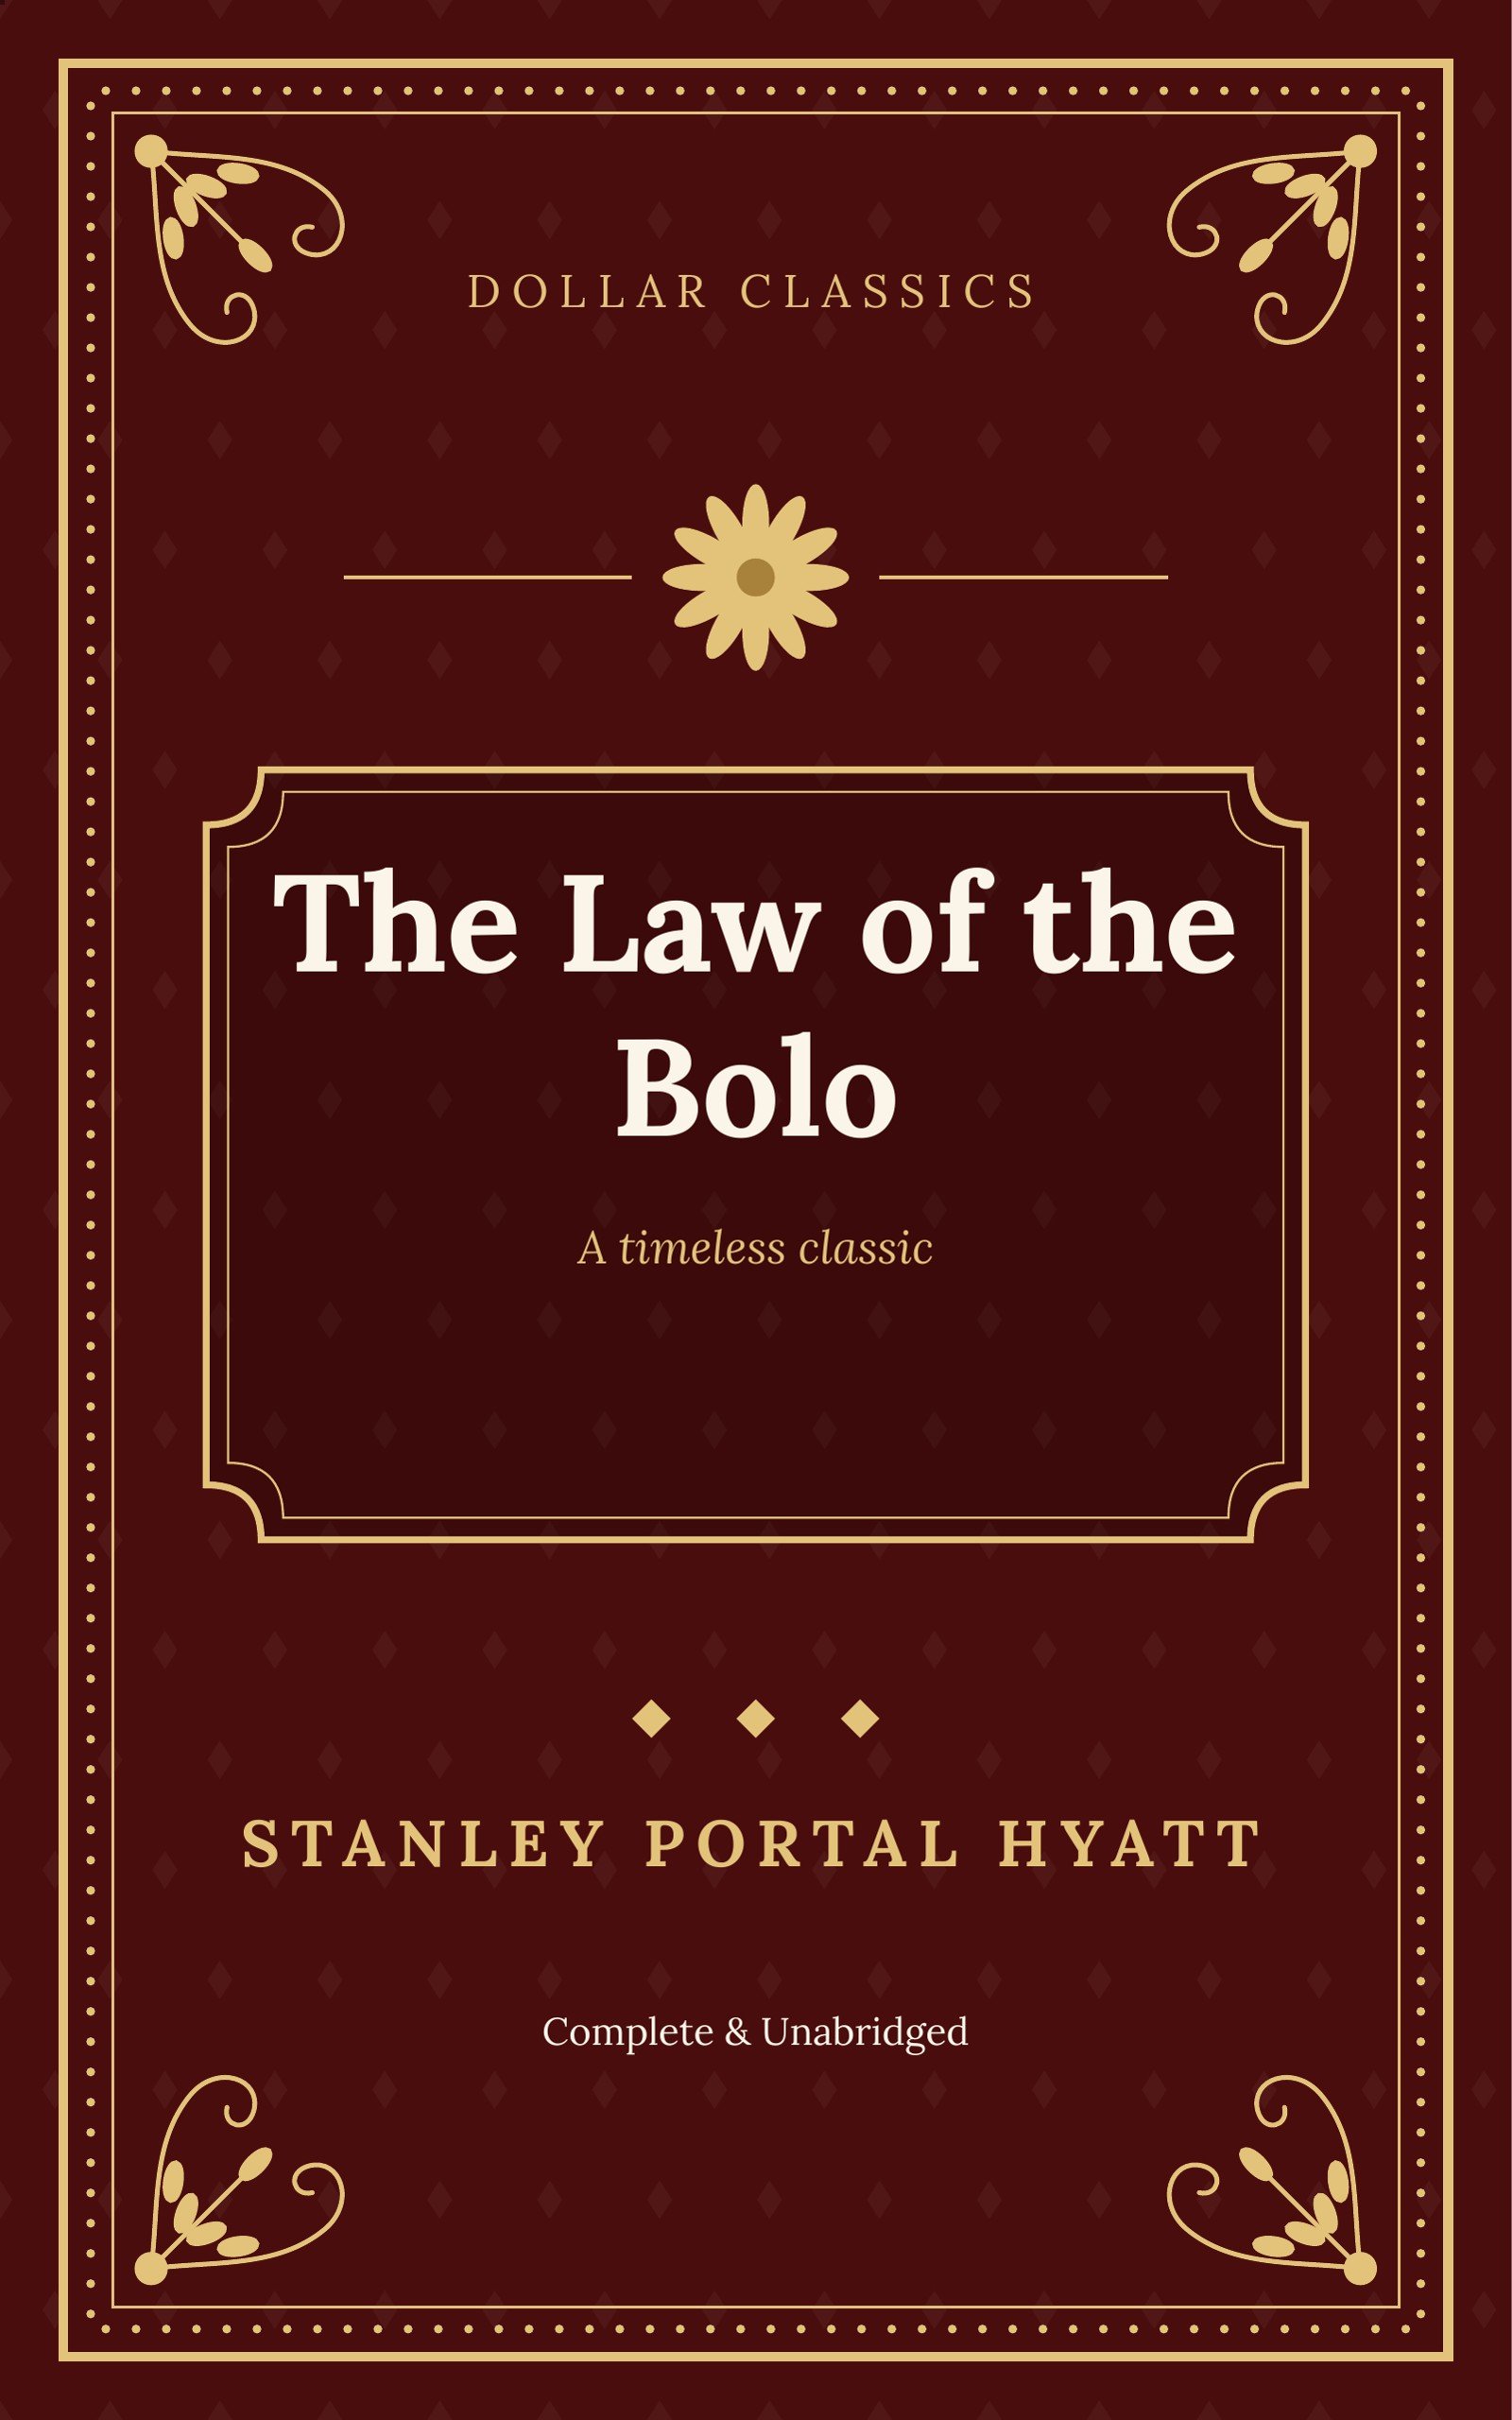 DOLLAR CLASSICS
The Law of the
Bolo
A timeless classic
STANLEY PORTAL HYATT
Complete & Unabridged